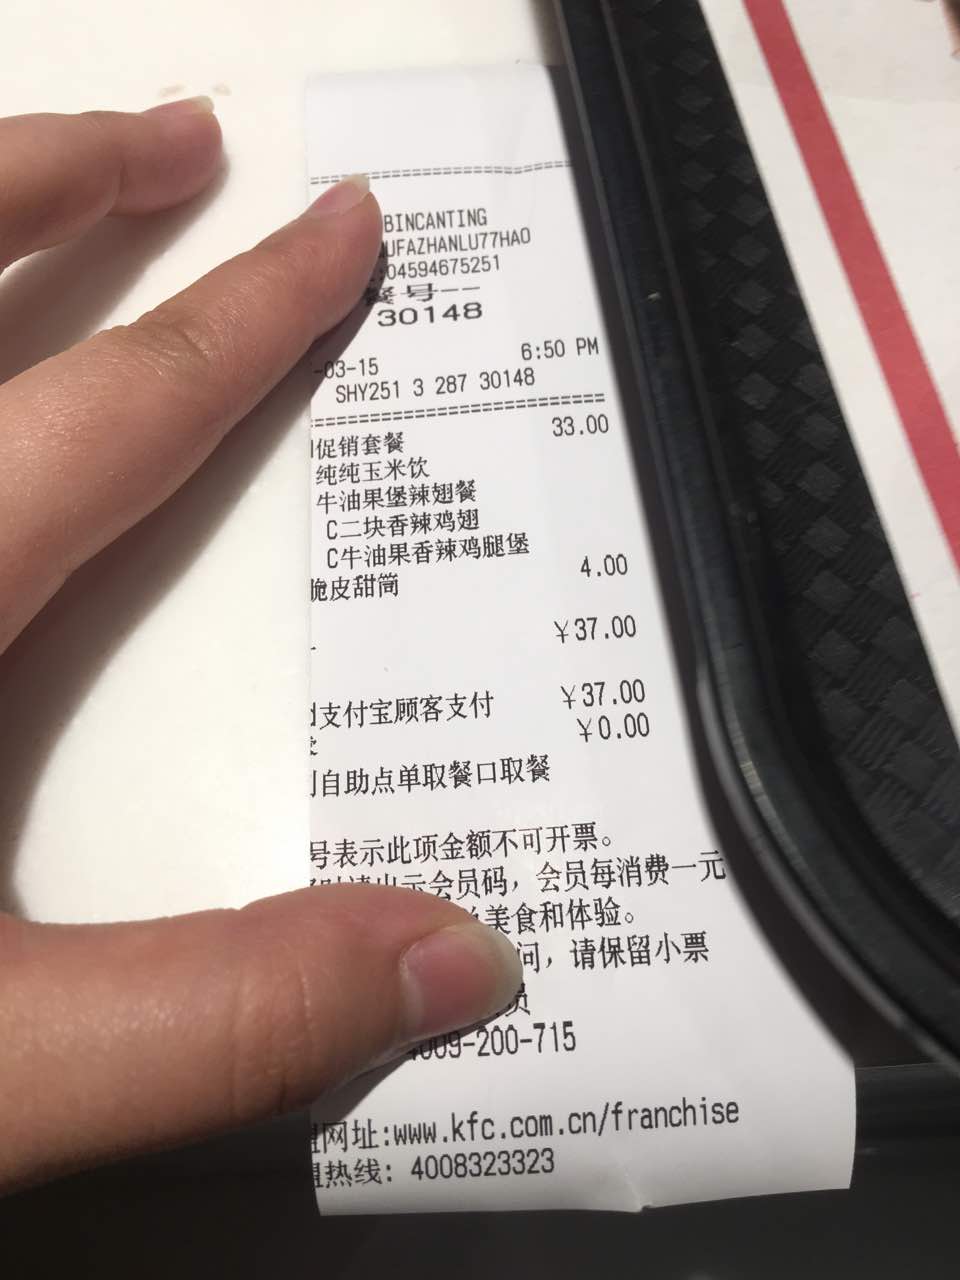 BINCANTING
UFAZHANLU77HAO
:04594675251
餐号--
30148
-03-15 6:50 PM
SHY251 3 287 30148
促销套餐 33.00
纯纯玉米饮
牛油果堡辣翅餐
C二块香辣鸡翅
C牛油果香辣鸡腿堡
脆皮甜筒 4.00
￥37.00
支付宝顾客支付 ￥37.00
￥0.00
自助点单取餐口取餐
号表示此项金额不可开票。
请出示会员码，会员每消费一元
美食和体验。
问，请保留小票
员
4009-200-715
网址:www.kfc.com.cn/franchise
热线: 4008323323